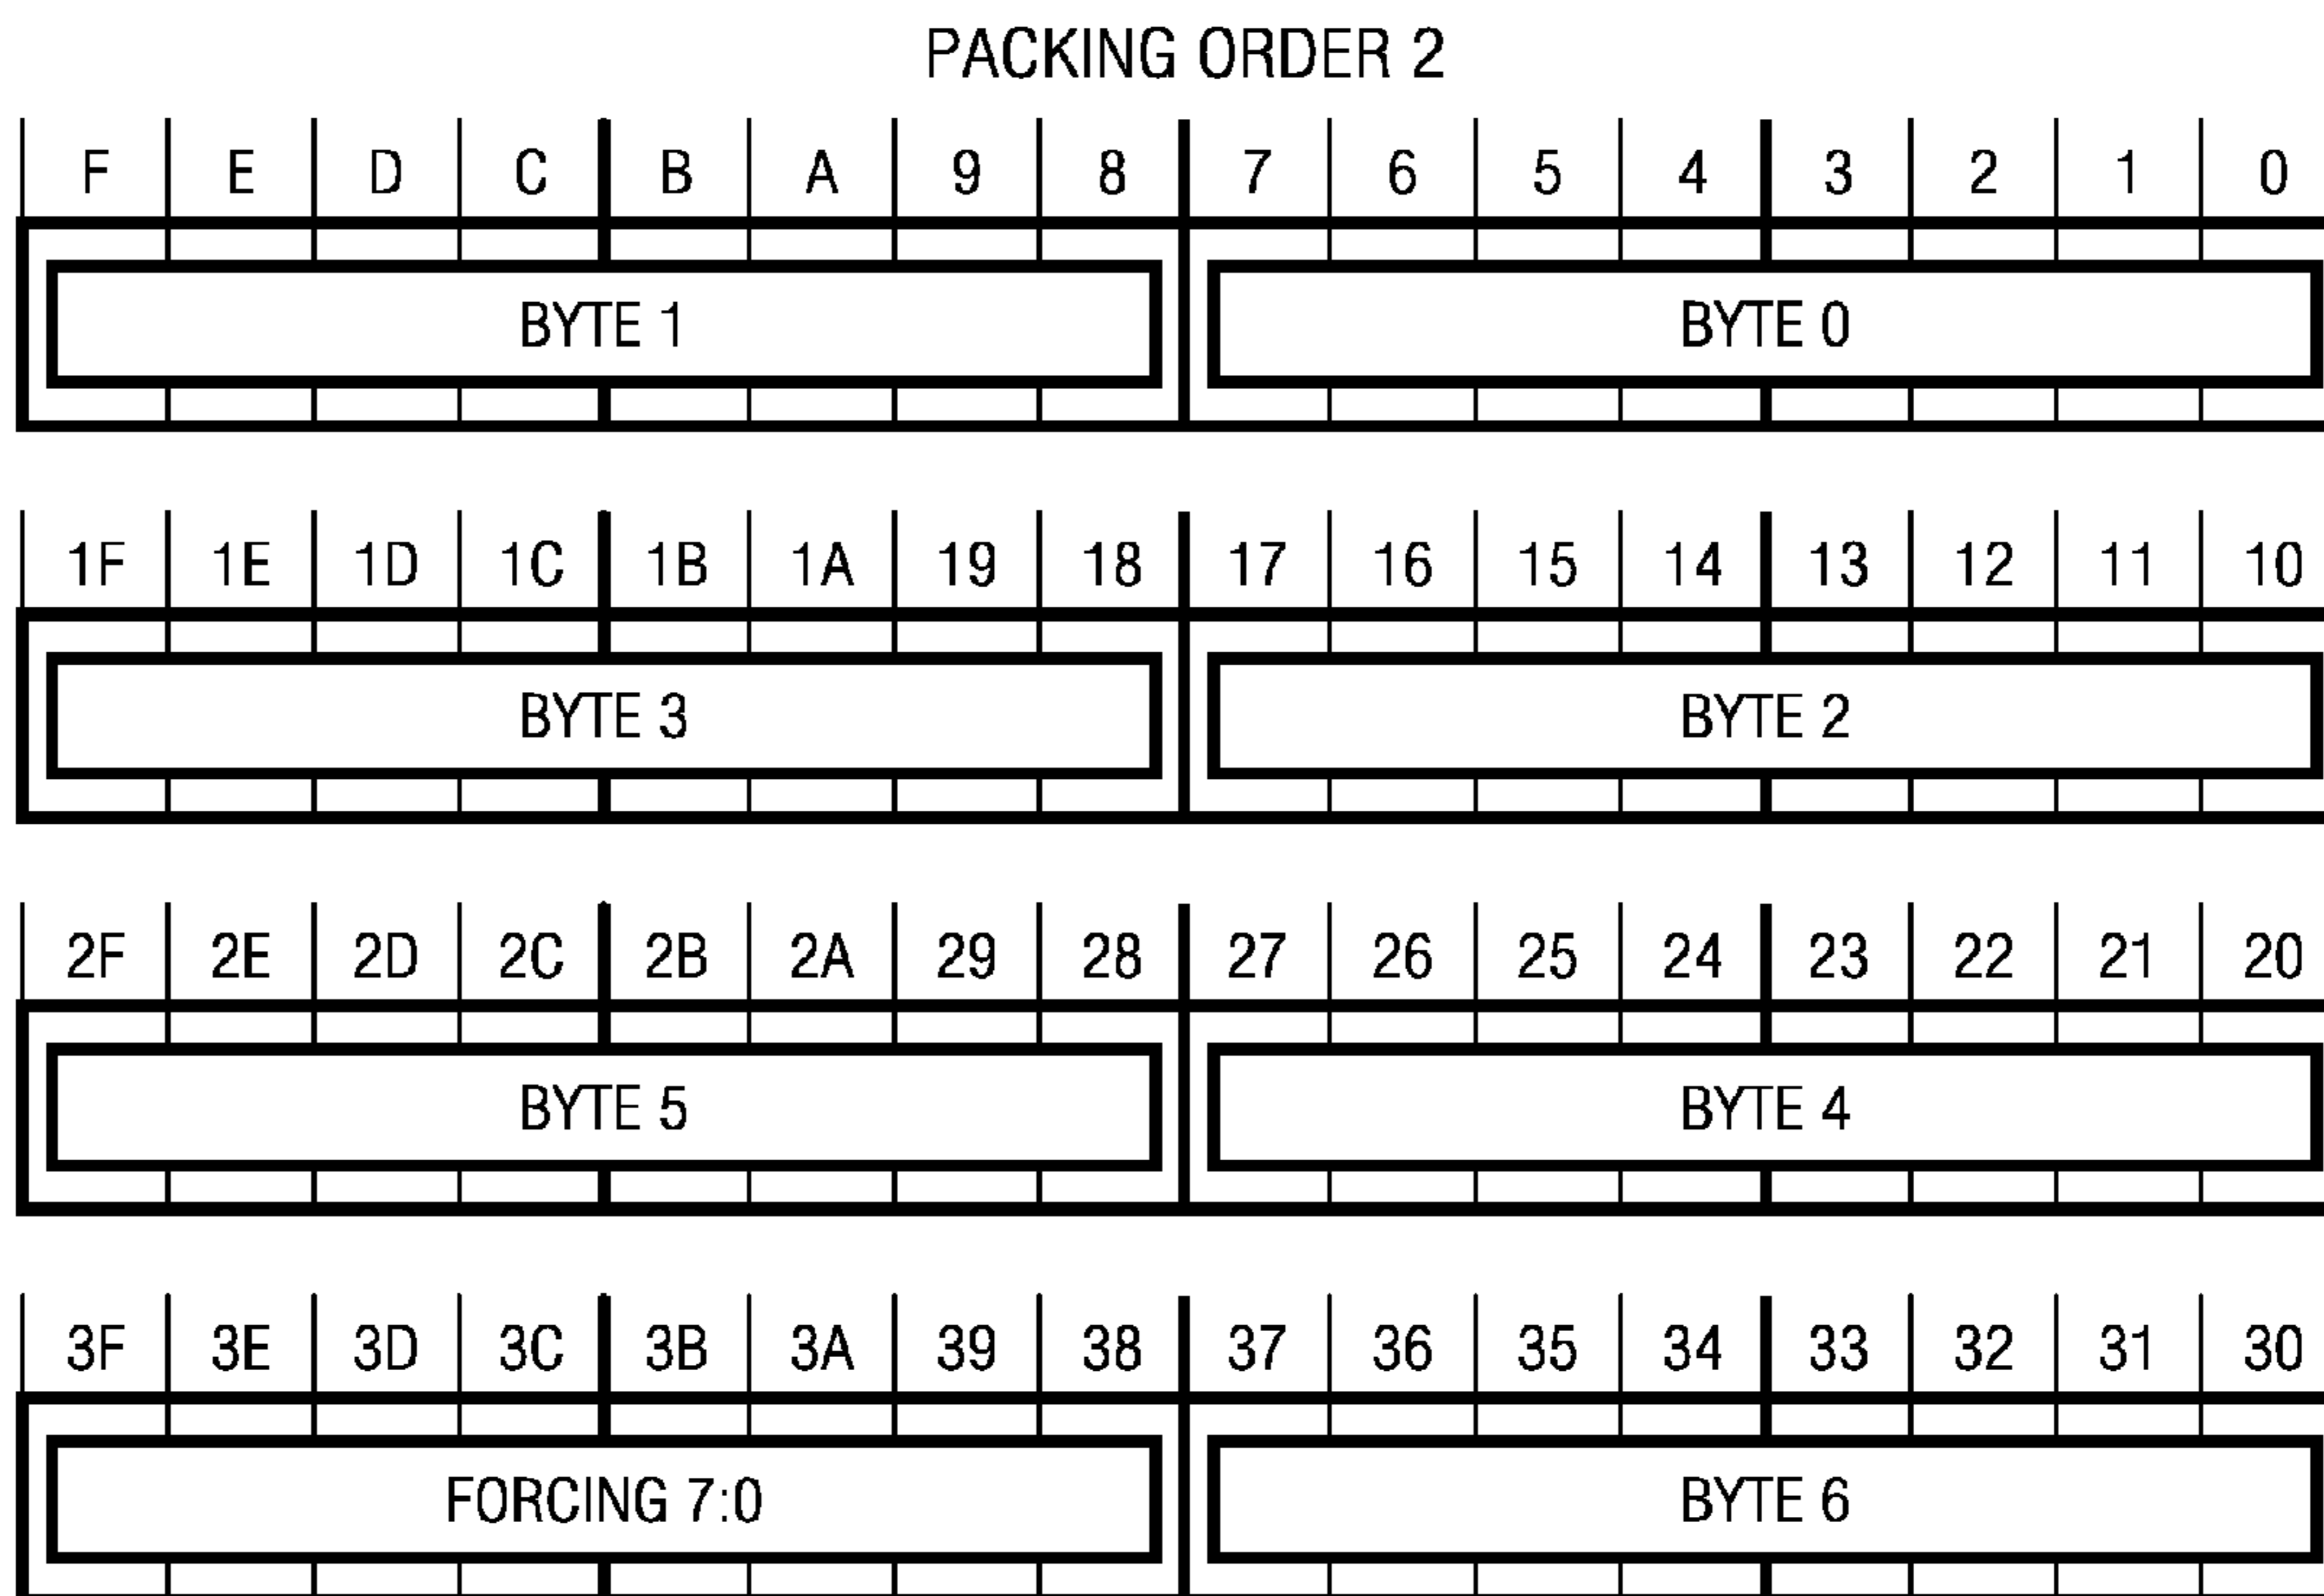 PACKING ORDER 2
F E D C B A 9 8 7 6 5 4 3 2 1 0
BYTE 1 BYTE 0
1F 1E 1D 1C 1B 1A 19 18 17 16 15 14 13 12 11 10
BYTE 3 BYTE 2
2F 2E 2D 2C 2B 2A 29 28 27 26 25 24 23 22 21 20
BYTE 5 BYTE 4
3F 3E 3D 3C 3B 3A 39 38 37 36 35 34 33 32 31 30
FORCING 7:0 BYTE 6